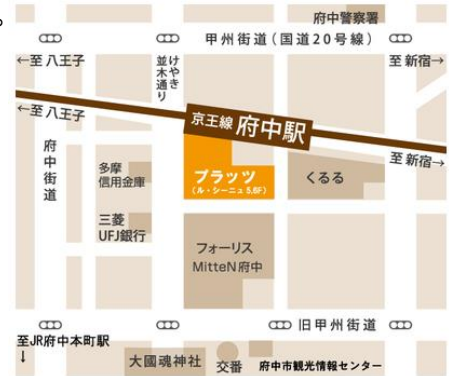 府中警察署
甲州街道(国道20号線)
←至 八王子
至 新宿→
けやき
並木通り
←至 八王子
京王線 府中駅
至 新宿→
府中街道
多摩
信用金庫
プラッツ
(ル・シーニュ 5,6F)
くるる
三菱
UFJ銀行
フォーリス
MitteN府中
旧甲州街道
至JR府中本町駅
↓
大國魂神社
交番
府中市観光情報センター